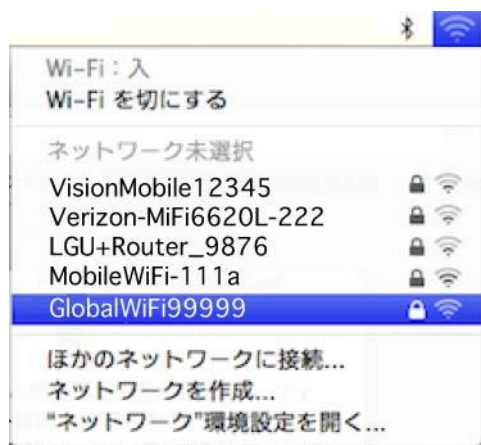 Wi-Fi：入
Wi-Fi を切にする
ネットワーク未選択
VisionMobile12345
Verizon-MiFi6620L-222
LGU+Router_9876
MobileWiFi-111a
GlobalWiFi99999
ほかのネットワークに接続...
ネットワークを作成...
“ネットワーク”環境設定を開く...